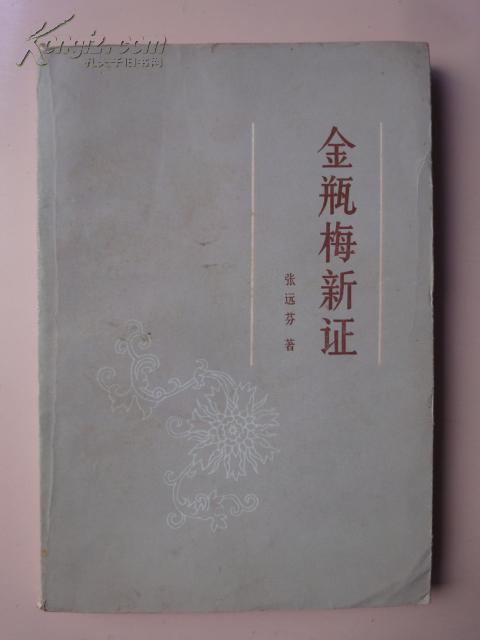 Kongfz.com
孔夫子旧书网
金瓶梅新证
张远芬 著